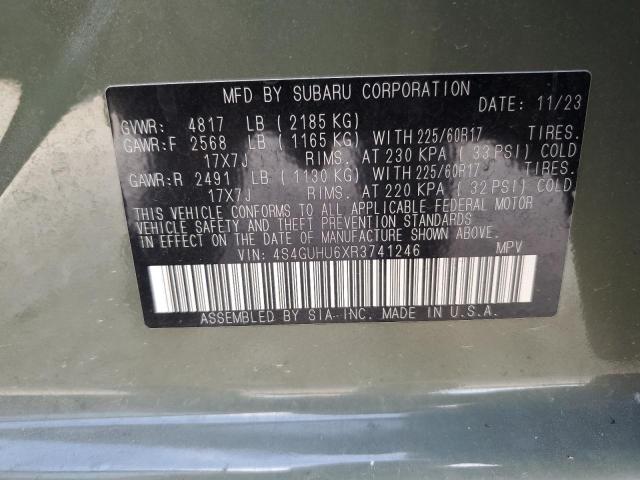 MFD BY SUBARU CORPORATION
DATE: 11/23
GVWR: 4817 LB ( 2185 KG)
GAWR:F 2568 LB ( 1165 KG) WITH 225/60R17 TIRES.
17X7J RIMS. AT 230 KPA ( 33 PSI) COLD
GAWR:R 2491 LB ( 1130 KG) WITH 225/60R17 TIRES.
17X7J RIMS. AT 220 KPA ( 32 PSI) COLD.
THIS VEHICLE CONFORMS TO ALL APPLICABLE FEDERAL MOTOR
VEHICLE SAFETY AND THEFT PREVENTION STANDARDS
IN EFFECT ON THE DATE OF MANUFACTURE SHOWN ABOVE.
VIN: 4S4GUHU6XR3741246 MPV
ASSEMBLED BY SIA-INC. MADE IN U.S.A.